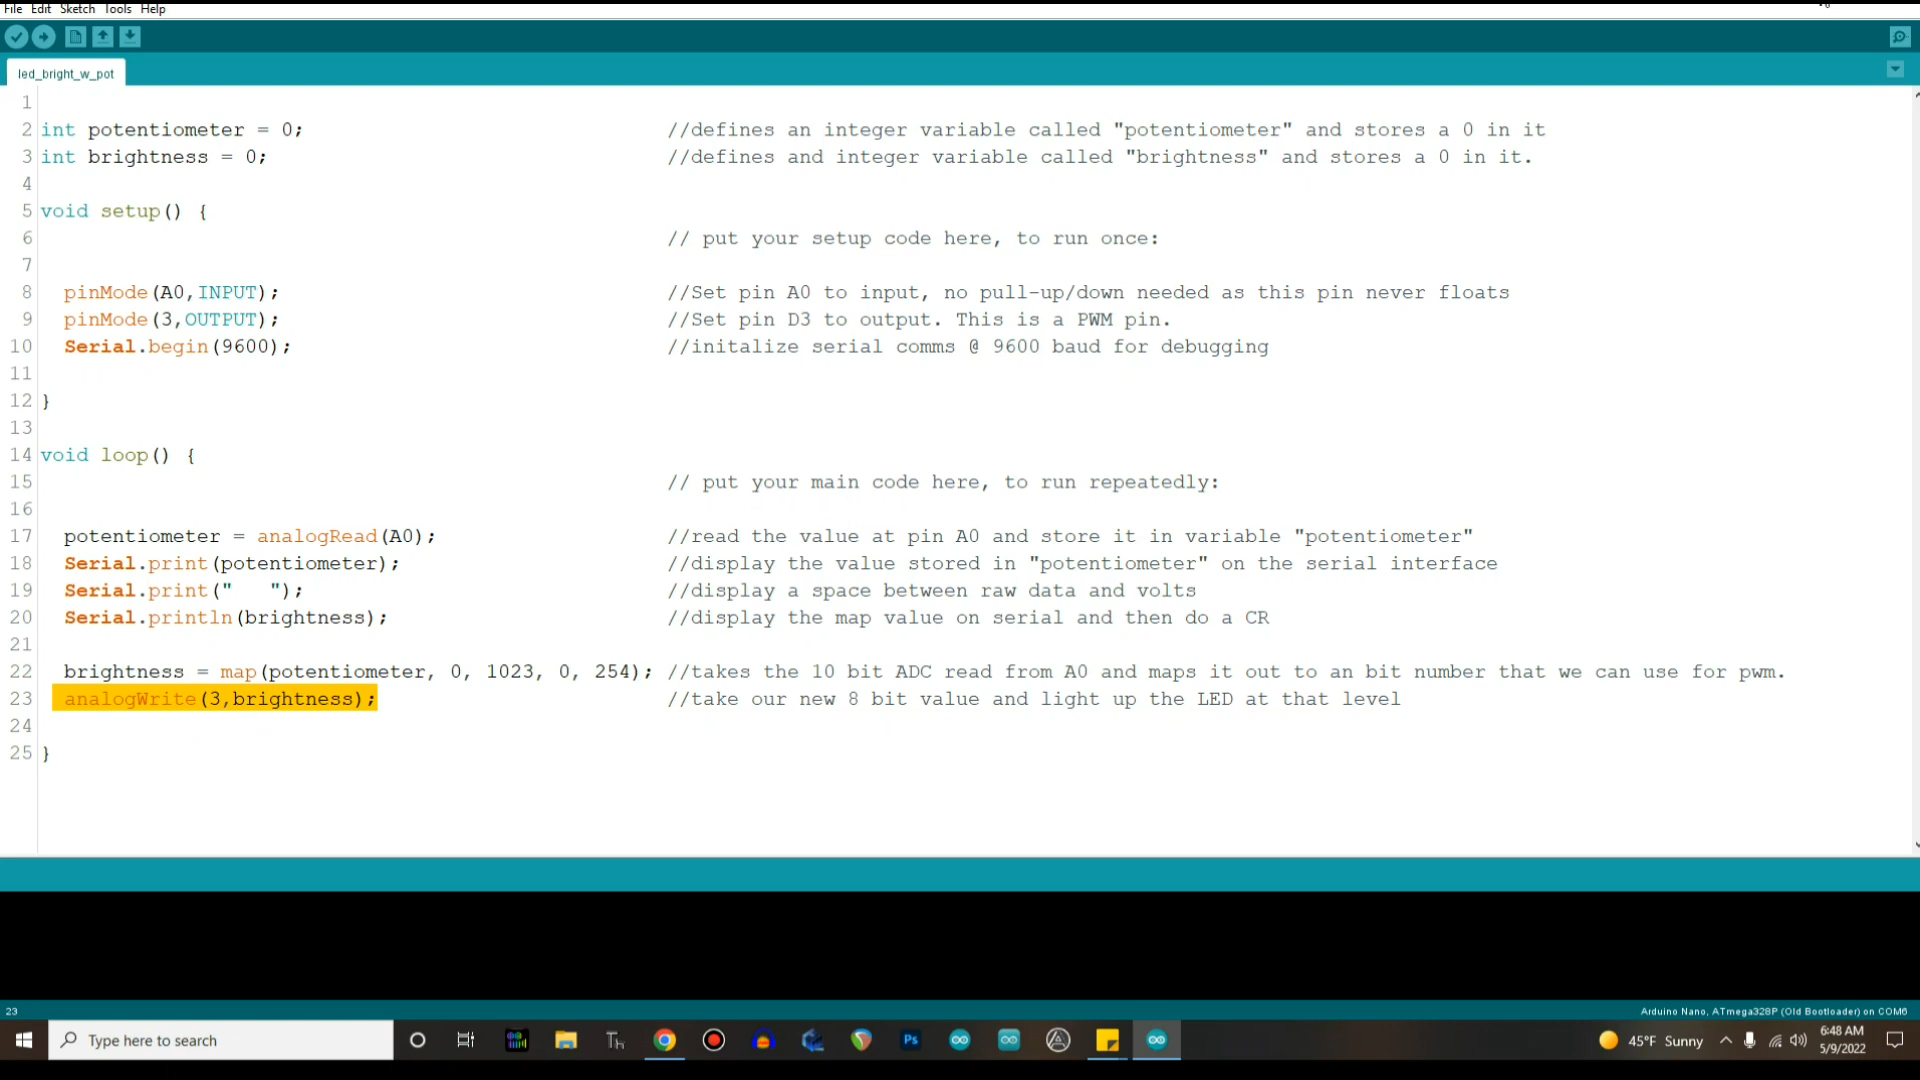 File Edit Sketch Tools Help
led_bright_w_pot
1
2 int potentiometer = 0; //defines an integer variable called "potentiometer" and stores a 0 in it
3 int brightness = 0; //defines and integer variable called "brightness" and stores a 0 in it.
4
5 void setup() {
6 // put your setup code here, to run once:
7
8 pinMode(A0,INPUT); //Set pin A0 to input, no pull-up/down needed as this pin never floats
9 pinMode(3,OUTPUT); //Set pin D3 to output. This is a PWM pin.
10 Serial.begin(9600); //initalize serial comms @ 9600 baud for debugging
11
12 }
13
14 void loop() {
15 // put your main code here, to run repeatedly:
16
17 potentiometer = analogRead(A0); //read the value at pin A0 and store it in variable "potentiometer"
18 Serial.print(potentiometer); //display the value stored in "potentiometer" on the serial interface
19 Serial.print("   "); //display a space between raw data and volts
20 Serial.println(brightness); //display the map value on serial and then do a CR
21
22 brightness = map(potentiometer, 0, 1023, 0, 254); //takes the 10 bit ADC read from A0 and maps it out to an bit number that we can use for pwm.
23 analogWrite(3,brightness); //take our new 8 bit value and light up the LED at that level
24
25 }
23 Arduino Nano, ATmega328P (Old Bootloader) on COM6
Type here to search Th Ps 45°F Sunny 6:48 AM
5/9/2022